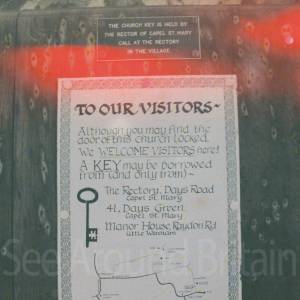 THE CHURCH KEY IS HELD BY
THE RECTOR OF CAPEL ST. MARY
CALL AT THE RECTORY
IN THE VILLAGE
TO OUR VISITORS~
Although you may find the
door of this church locked,
We WELCOME VISITORS here!
A KEY may be borrowed
from (and only from) ~
The Rectory, Days Road
Capel St. Mary
41, Days Green
Capel St. Mary
Manor House, Raydon Rd
Little Wenham
See Around Britain